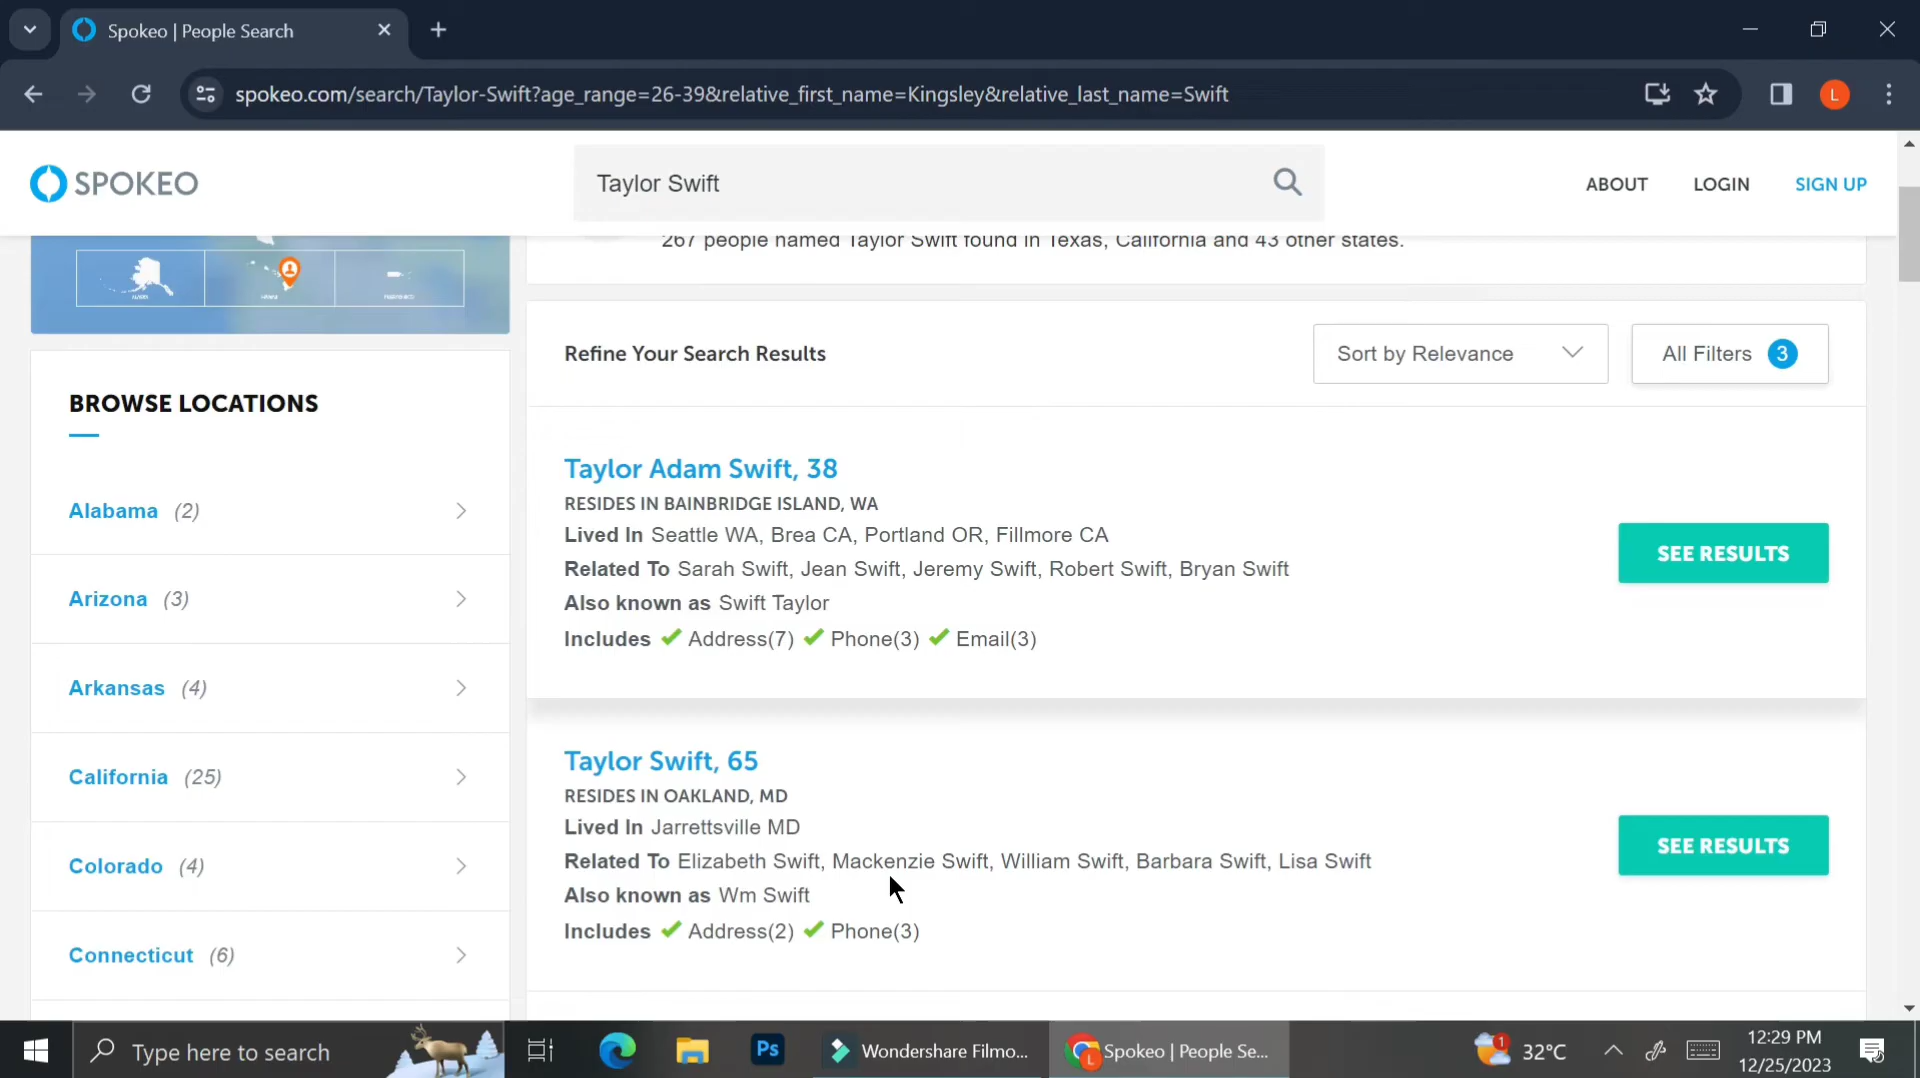 Spokeo | People Search
spokeo.com/search/Taylor-Swift?age_range=26-39&relative_first_name=Kingsley&relative_last_name=Swift
L
SPOKEO
Taylor Swift
ABOUT
LOGIN
SIGN UP
267 people named Taylor Swift found in Texas, California and 43 other states.
Refine Your Search Results
Sort by Relevance
All Filters 3
BROWSE LOCATIONS
Alabama (2)
Arizona (3)
Arkansas (4)
California (25)
Colorado (4)
Connecticut (6)
Taylor Adam Swift, 38
RESIDES IN BAINBRIDGE ISLAND, WA
Lived In Seattle WA, Brea CA, Portland OR, Fillmore CA
Related To Sarah Swift, Jean Swift, Jeremy Swift, Robert Swift, Bryan Swift
Also known as Swift Taylor
Includes Address(7) Phone(3) Email(3)
SEE RESULTS
Taylor Swift, 65
RESIDES IN OAKLAND, MD
Lived In Jarrettsville MD
Related To Elizabeth Swift, Mackenzie Swift, William Swift, Barbara Swift, Lisa Swift
Also known as Wm Swift
Includes Address(2) Phone(3)
SEE RESULTS
Type here to search
Ps
Wondershare Filmo...
L
Spokeo | People Se...
1
32°C
12:29 PM
12/25/2023